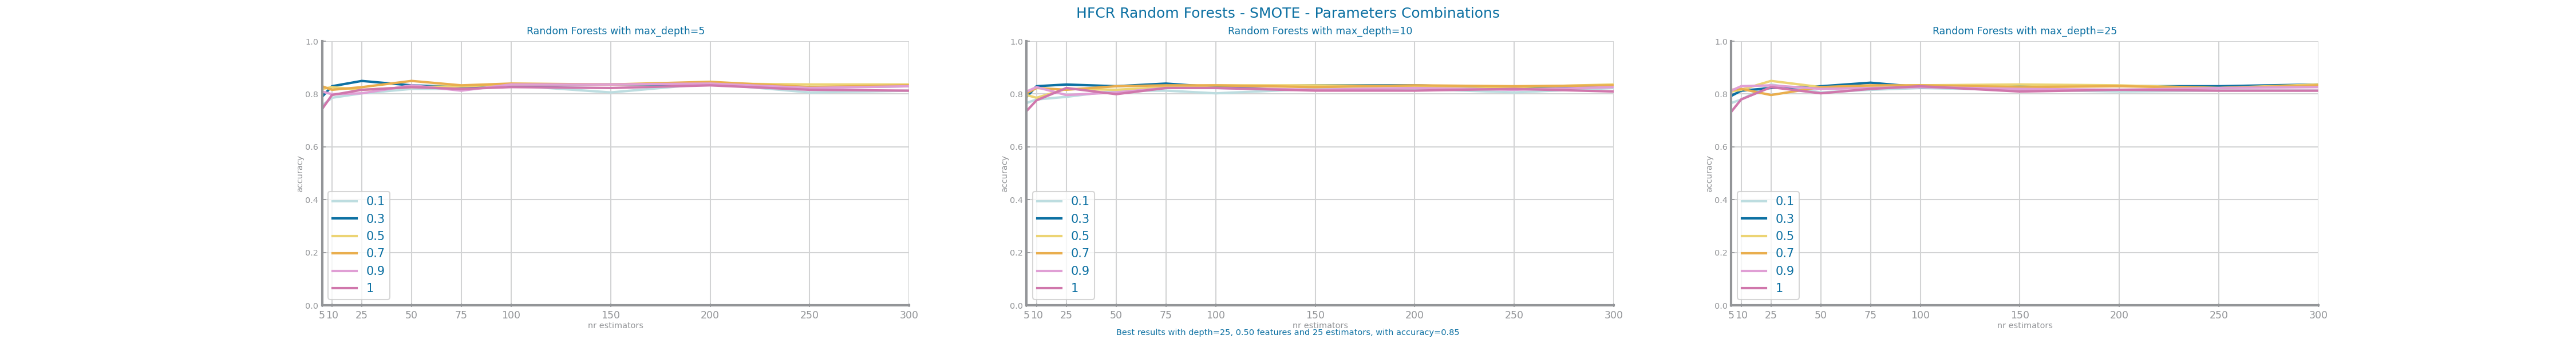 HFCR Random Forests - SMOTE - Parameters Combinations
Random Forests with max_depth=5
1.0
0.8
0.6
0.4
0.2
0.0
accuracy
0.1
0.3
0.5
0.7
0.9
1
5 10 25 50 75 100 150 200 250 300
nr estimators
Random Forests with max_depth=10
1.0
0.8
0.6
0.4
0.2
0.0
accuracy
0.1
0.3
0.5
0.7
0.9
1
5 10 25 50 75 100 150 200 250 300
nr estimators
Random Forests with max_depth=25
1.0
0.8
0.6
0.4
0.2
0.0
accuracy
0.1
0.3
0.5
0.7
0.9
1
5 10 25 50 75 100 150 200 250 300
nr estimators
Best results with depth=25, 0.50 features and 25 estimators, with accuracy=0.85